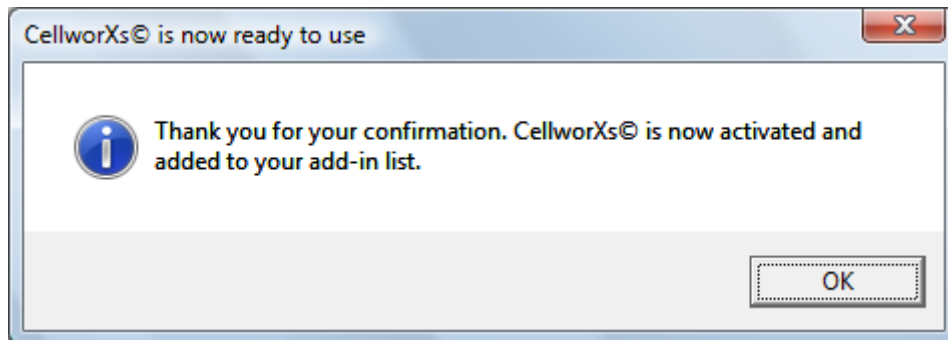 CellworXs© is now ready to use
Thank you for your confirmation. CellworXs© is now activated and
added to your add-in list.
OK